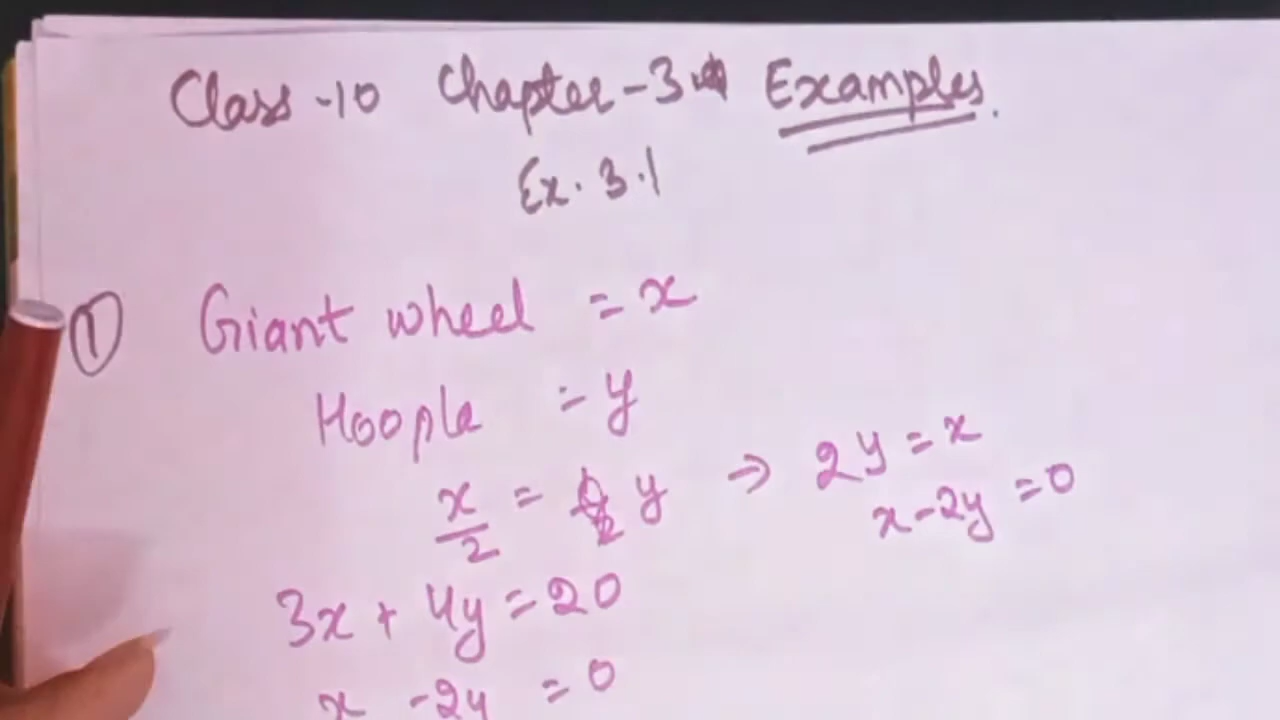 Class-10 Chapter-3 Examples.
Ex. 3.1
① Giant wheel = x
Hoopla = y
x/2 = y → 2y = x
x-2y = 0
3x + 4y = 20
x -2y = 0